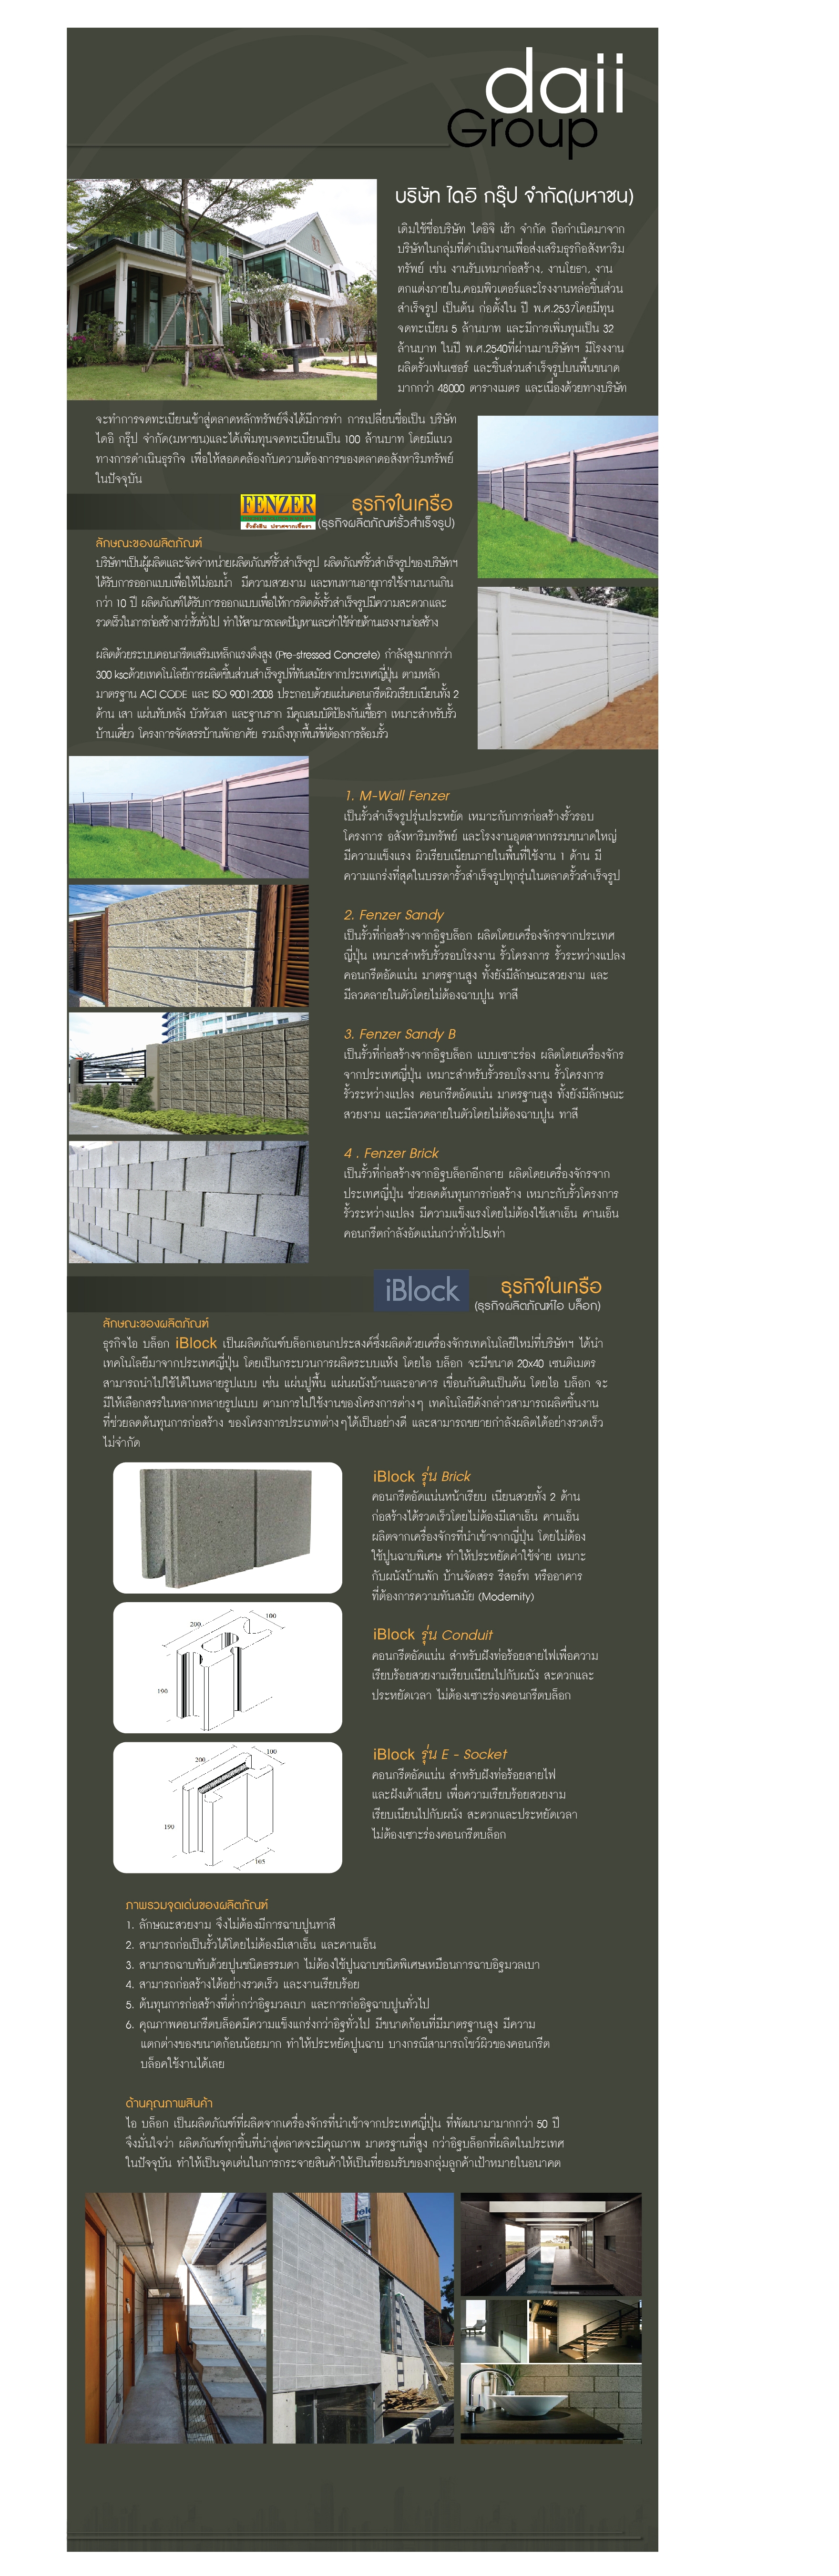 daii
Group
บริษัท ไดอิ กรุ๊ป จำกัด(มหาชน)
เดิมใช้ชื่อบริษัท ไดอิจิ เฮ้า จำกัด ถือกำเนิดมาจาก
บริษัทในกลุ่มที่ดำเนินงานเพื่อส่งเสริมธุรกิจอสังหาริม
ทรัพย์ เช่น งานรับเหมาก่อสร้าง, งานโยธา, งาน
ตกแต่งภายใน,คอมพิวเตอร์และโรงงานหล่อชิ้นส่วน
สำเร็จรูป เป็นต้น ก่อตั้งใน ปี พ.ศ.2537โดยมีทุน
จดทะเบียน 5 ล้านบาท และมีการเพิ่มทุนเป็น 32
ล้านบาท ในปี พ.ศ.2540ที่ผ่านมาบริษัทฯ มีโรงงาน
ผลิตรั้วเฟนเซอร์ และชิ้นส่วนสำเร็จรูปบนพื้นขนาด
มากกว่า 48000 ตารางเมตร และเนื่องด้วยทางบริษัท
จะทำการจดทะเบียนเข้าสู่ตลาดหลักทรัพย์จึงได้มีการทำ การเปลี่ยนชื่อเป็น บริษัท
ไดอิ กรุ๊ป จำกัด(มหาชน)และได้เพิ่มทุนจดทะเบียนเป็น 100 ล้านบาท โดยมีแนว
ทางการดำเนินธุรกิจ เพื่อให้สอดคล้องกับความต้องการของตลาดอสังหาริมทรัพย์
ในปัจจุบัน
FENZER
ธุรกิจในเครือ
(ธุรกิจผลิตภัณฑ์รั้วสำเร็จรูป)
ลักษณะของผลิตภัณฑ์
บริษัทฯเป็นผู้ผลิตและจัดจำหน่ายผลิตภัณฑ์รั้วสำเร็จรูป ผลิตภัณฑ์รั้วสำเร็จรูปของบริษัทฯ
ได้รับการออกแบบเพื่อให้ไม่อมน้ำ มีความสวยงาม และทนทานอายุการใช้งานนานเกิน
กว่า 10 ปี ผลิตภัณฑ์ได้รับการออกแบบเพื่อให้การติดตั้งรั้วสำเร็จรูปมีความสะดวกและ
รวดเร็วในการก่อสร้างกว่ารั้วทั่วไป ทำให้สามารถลดปัญหาและค่าใช้จ่ายด้านแรงงานก่อสร้าง
ผลิตด้วยระบบคอนกรีตเสริมเหล็กแรงดึงสูง (Pre-stressed Concrete) กำลังสูงมากกว่า
300 kscด้วยเทคโนโลยีการผลิตชิ้นส่วนสำเร็จรูปที่ทันสมัยจากประเทศญี่ปุ่น ตามหลัก
มาตรฐาน ACI CODE และ ISO 9001:2008 ประกอบด้วยแผ่นคอนกรีตผิวเรียบเนียนทั้ง 2
ด้าน เสา แผ่นทับหลัง บัวหัวเสา และฐานราก มีคุณสมบัติป้องกันเชื้อรา เหมาะสำหรับรั้ว
บ้านเดี่ยว โครงการจัดสรรบ้านพักอาศัย รวมถึงทุกพื้นที่ที่ต้องการล้อมรั้ว
1. M-Wall Fenzer
เป็นรั้วสำเร็จรูปรุ่นประหยัด เหมาะกับการก่อสร้างรั้วรอบ
โครงการ อสังหาริมทรัพย์ และโรงงานอุตสาหกรรมขนาดใหญ่
มีความแข็งแรง ผิวเรียบเนียนภายในพื้นที่ใช้งาน 1 ด้าน มี
ความแกร่งที่สุดในบรรดารั้วสำเร็จรูปทุกรุ่นในตลาดรั้วสำเร็จรูป
2. Fenzer Sandy
เป็นรั้วที่ก่อสร้างจากอิฐบล็อก ผลิตโดยเครื่องจักรจากประเทศ
ญี่ปุ่น เหมาะสำหรับรั้วรอบโรงงาน รั้วโครงการ รั้วระหว่างแปลง
คอนกรีตอัดแน่น มาตรฐานสูง ทั้งยังมีลักษณะสวยงาม และ
มีลวดลายในตัวโดยไม่ต้องฉาบปูน ทาสี
3. Fenzer Sandy B
เป็นรั้วที่ก่อสร้างจากอิฐบล็อก แบบเซาะร่อง ผลิตโดยเครื่องจักร
จากประเทศญี่ปุ่น เหมาะสำหรับรั้วรอบโรงงาน รั้วโครงการ
รั้วระหว่างแปลง คอนกรีตอัดแน่น มาตรฐานสูง ทั้งยังมีลักษณะ
สวยงาม และมีลวดลายในตัวโดยไม่ต้องฉาบปูน ทาสี
4 . Fenzer Brick
เป็นรั้วที่ก่อสร้างจากอิฐบล็อกอีกลาย ผลิตโดยเครื่องจักรจาก
ประเทศญี่ปุ่น ช่วยลดต้นทุนการก่อสร้าง เหมาะกับรั้วโครงการ
รั้วระหว่างแปลง มีความแข็งแรงโดยไม่ต้องใช้เสาเอ็น คานเอ็น
คอนกรีตกำลังอัดแน่นกว่าทั่วไป5เท่า
iBlock
ธุรกิจในเครือ
(ธุรกิจผลิตภัณฑ์ไอ บล็อก)
ลักษณะของผลิตภัณฑ์
ธุรกิจไอ บล็อก iBlock เป็นผลิตภัณฑ์บล็อกเอนกประสงค์ซึ่งผลิตด้วยเครื่องจักรเทคโนโลยีใหม่ที่บริษัทฯ ได้นำ
เทคโนโลยีมาจากประเทศญี่ปุ่น โดยเป็นกระบวนการผลิตระบบแห้ง โดยไอ บล็อก จะมีขนาด 20x40 เซนติเมตร
สามารถนำไปใช้ได้ในหลายรูปแบบ เช่น แผ่นปูพื้น แผ่นผนังบ้านและอาคาร เขื่อนกันดินเป็นต้น โดยไอ บล็อก จะ
มีให้เลือกสรรในหลากหลายรูปแบบ ตามการไปใช้งานของโครงการต่าง ๆ เทคโนโลยีดังกล่าวสามารถผลิตชิ้นงาน
ที่ช่วยลดต้นทุนการก่อสร้าง ของโครงการประเภทต่าง ๆได้เป็นอย่างดี และสามารถขยายกำลังผลิตได้อย่างรวดเร็ว
ไม่จำกัด
iBlock รุ่น Brick
คอนกรีตอัดแน่นหน้าเรียบ เนียนสวยทั้ง 2 ด้าน
ก่อสร้างได้รวดเร็วโดยไม่ต้องมีเสาเอ็น คานเอ็น
ผลิตจากเครื่องจักรที่นำเข้าจากญี่ปุ่น โดยไม่ต้อง
ใช้ปูนฉาบพิเศษ ทำให้ประหยัดค่าใช้จ่าย เหมาะ
กับผนังบ้านพัก บ้านจัดสรร รีสอร์ท หรืออาคาร
ที่ต้องการความทันสมัย (Modernity)
200 100
190
iBlock รุ่น Conduit
คอนกรีตอัดแน่น สำหรับฝังท่อร้อยสายไฟเพื่อความ
เรียบร้อยสวยงามเรียบเนียนไปกับผนัง สะดวกและ
ประหยัดเวลา ไม่ต้องเซาะร่องคอนกรีตบล็อก
200 100
190
165
iBlock รุ่น E - Socket
คอนกรีตอัดแน่น สำหรับฝังท่อร้อยสายไฟ
และฝังเต้าเสียบ เพื่อความเรียบร้อยสวยงาม
เรียบเนียนไปกับผนัง สะดวกและประหยัดเวลา
ไม่ต้องเซาะร่องคอนกรีตบล็อก
ภาพรวมจุดเด่นของผลิตภัณฑ์
1. ลักษณะสวยงาม จึงไม่ต้องมีการฉาบปูนทาสี
2. สามารถก่อเป็นรั้วได้โดยไม่ต้องมีเสาเอ็น และคานเอ็น
3. สามารถฉาบทับด้วยปูนชนิดธรรมดา ไม่ต้องใช้ปูนฉาบชนิดพิเศษเหมือนการฉาบอิฐมวลเบา
4. สามารถก่อสร้างได้อย่างรวดเร็ว และงานเรียบร้อย
5. ต้นทุนการก่อสร้างที่ต่ำกว่าอิฐมวลเบา และการก่ออิฐฉาบปูนทั่วไป
6. คุณภาพคอนกรีตบล็อคมีความแข็งแกร่งกว่าอิฐทั่วไป มีขนาดก้อนที่มีมาตรฐานสูง มีความ
แตกต่างของขนาดก้อนน้อยมาก ทำให้ประหยัดปูนฉาบ บางกรณีสามารถโชว์ผิวของคอนกรีต
บล็อคใช้งานได้เลย
ด้านคุณภาพสินค้า
ไอ บล็อก เป็นผลิตภัณฑ์ที่ผลิตจากเครื่องจักรที่นำเข้าจากประเทศญี่ปุ่น ที่พัฒนามามากกว่า 50 ปี
จึงมั่นใจว่า ผลิตภัณฑ์ทุกชิ้นที่นำสู่ตลาดจะมีคุณภาพ มาตรฐานที่สูง กว่าอิฐบล็อกที่ผลิตในประเทศ
ในปัจจุบัน ทำให้เป็นจุดเด่นในการกระจายสินค้าให้เป็นที่ยอมรับของกลุ่มลูกค้าเป้าหมายในอนาคต